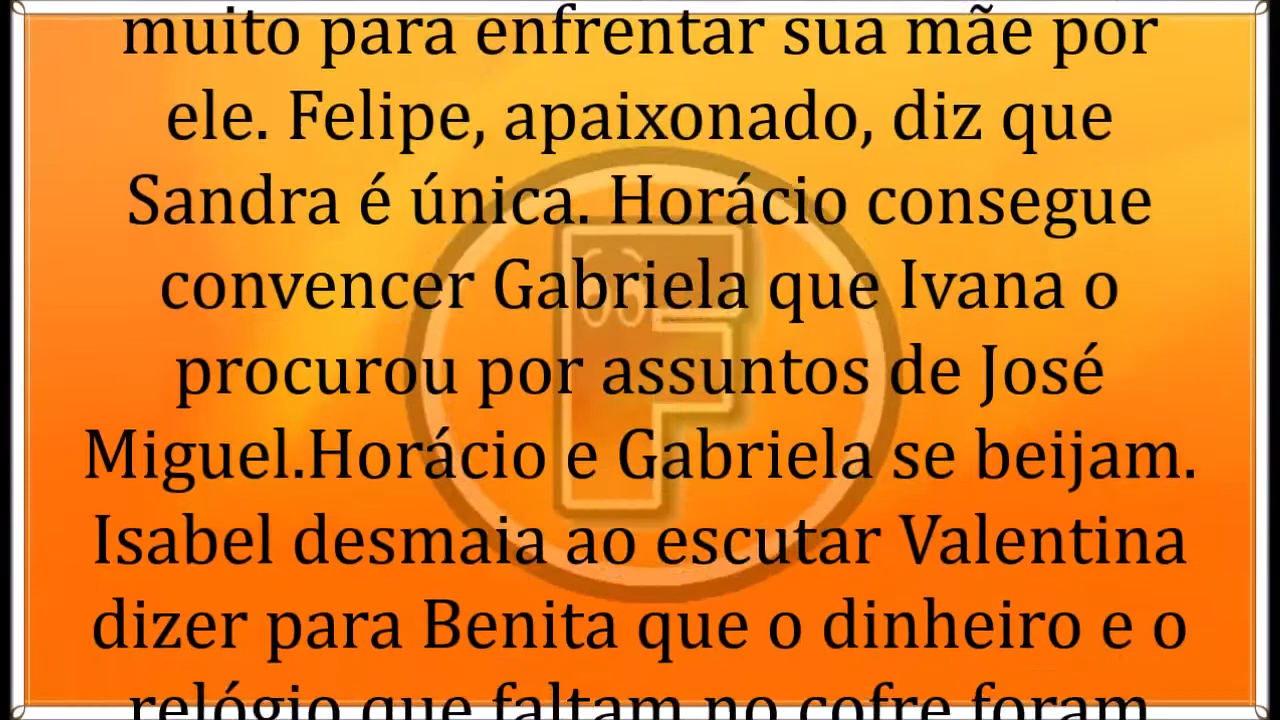 muito para enfrentar sua mãe por
ele. Felipe, apaixonado, diz que
Sandra é única. Horácio consegue
convencer Gabriela que Ivana o
procurou por assuntos de José
Miguel.Horácio e Gabriela se beijam.
Isabel desmaia ao escutar Valentina
dizer para Benita que o dinheiro e o
relógio que faltam no cofre foram